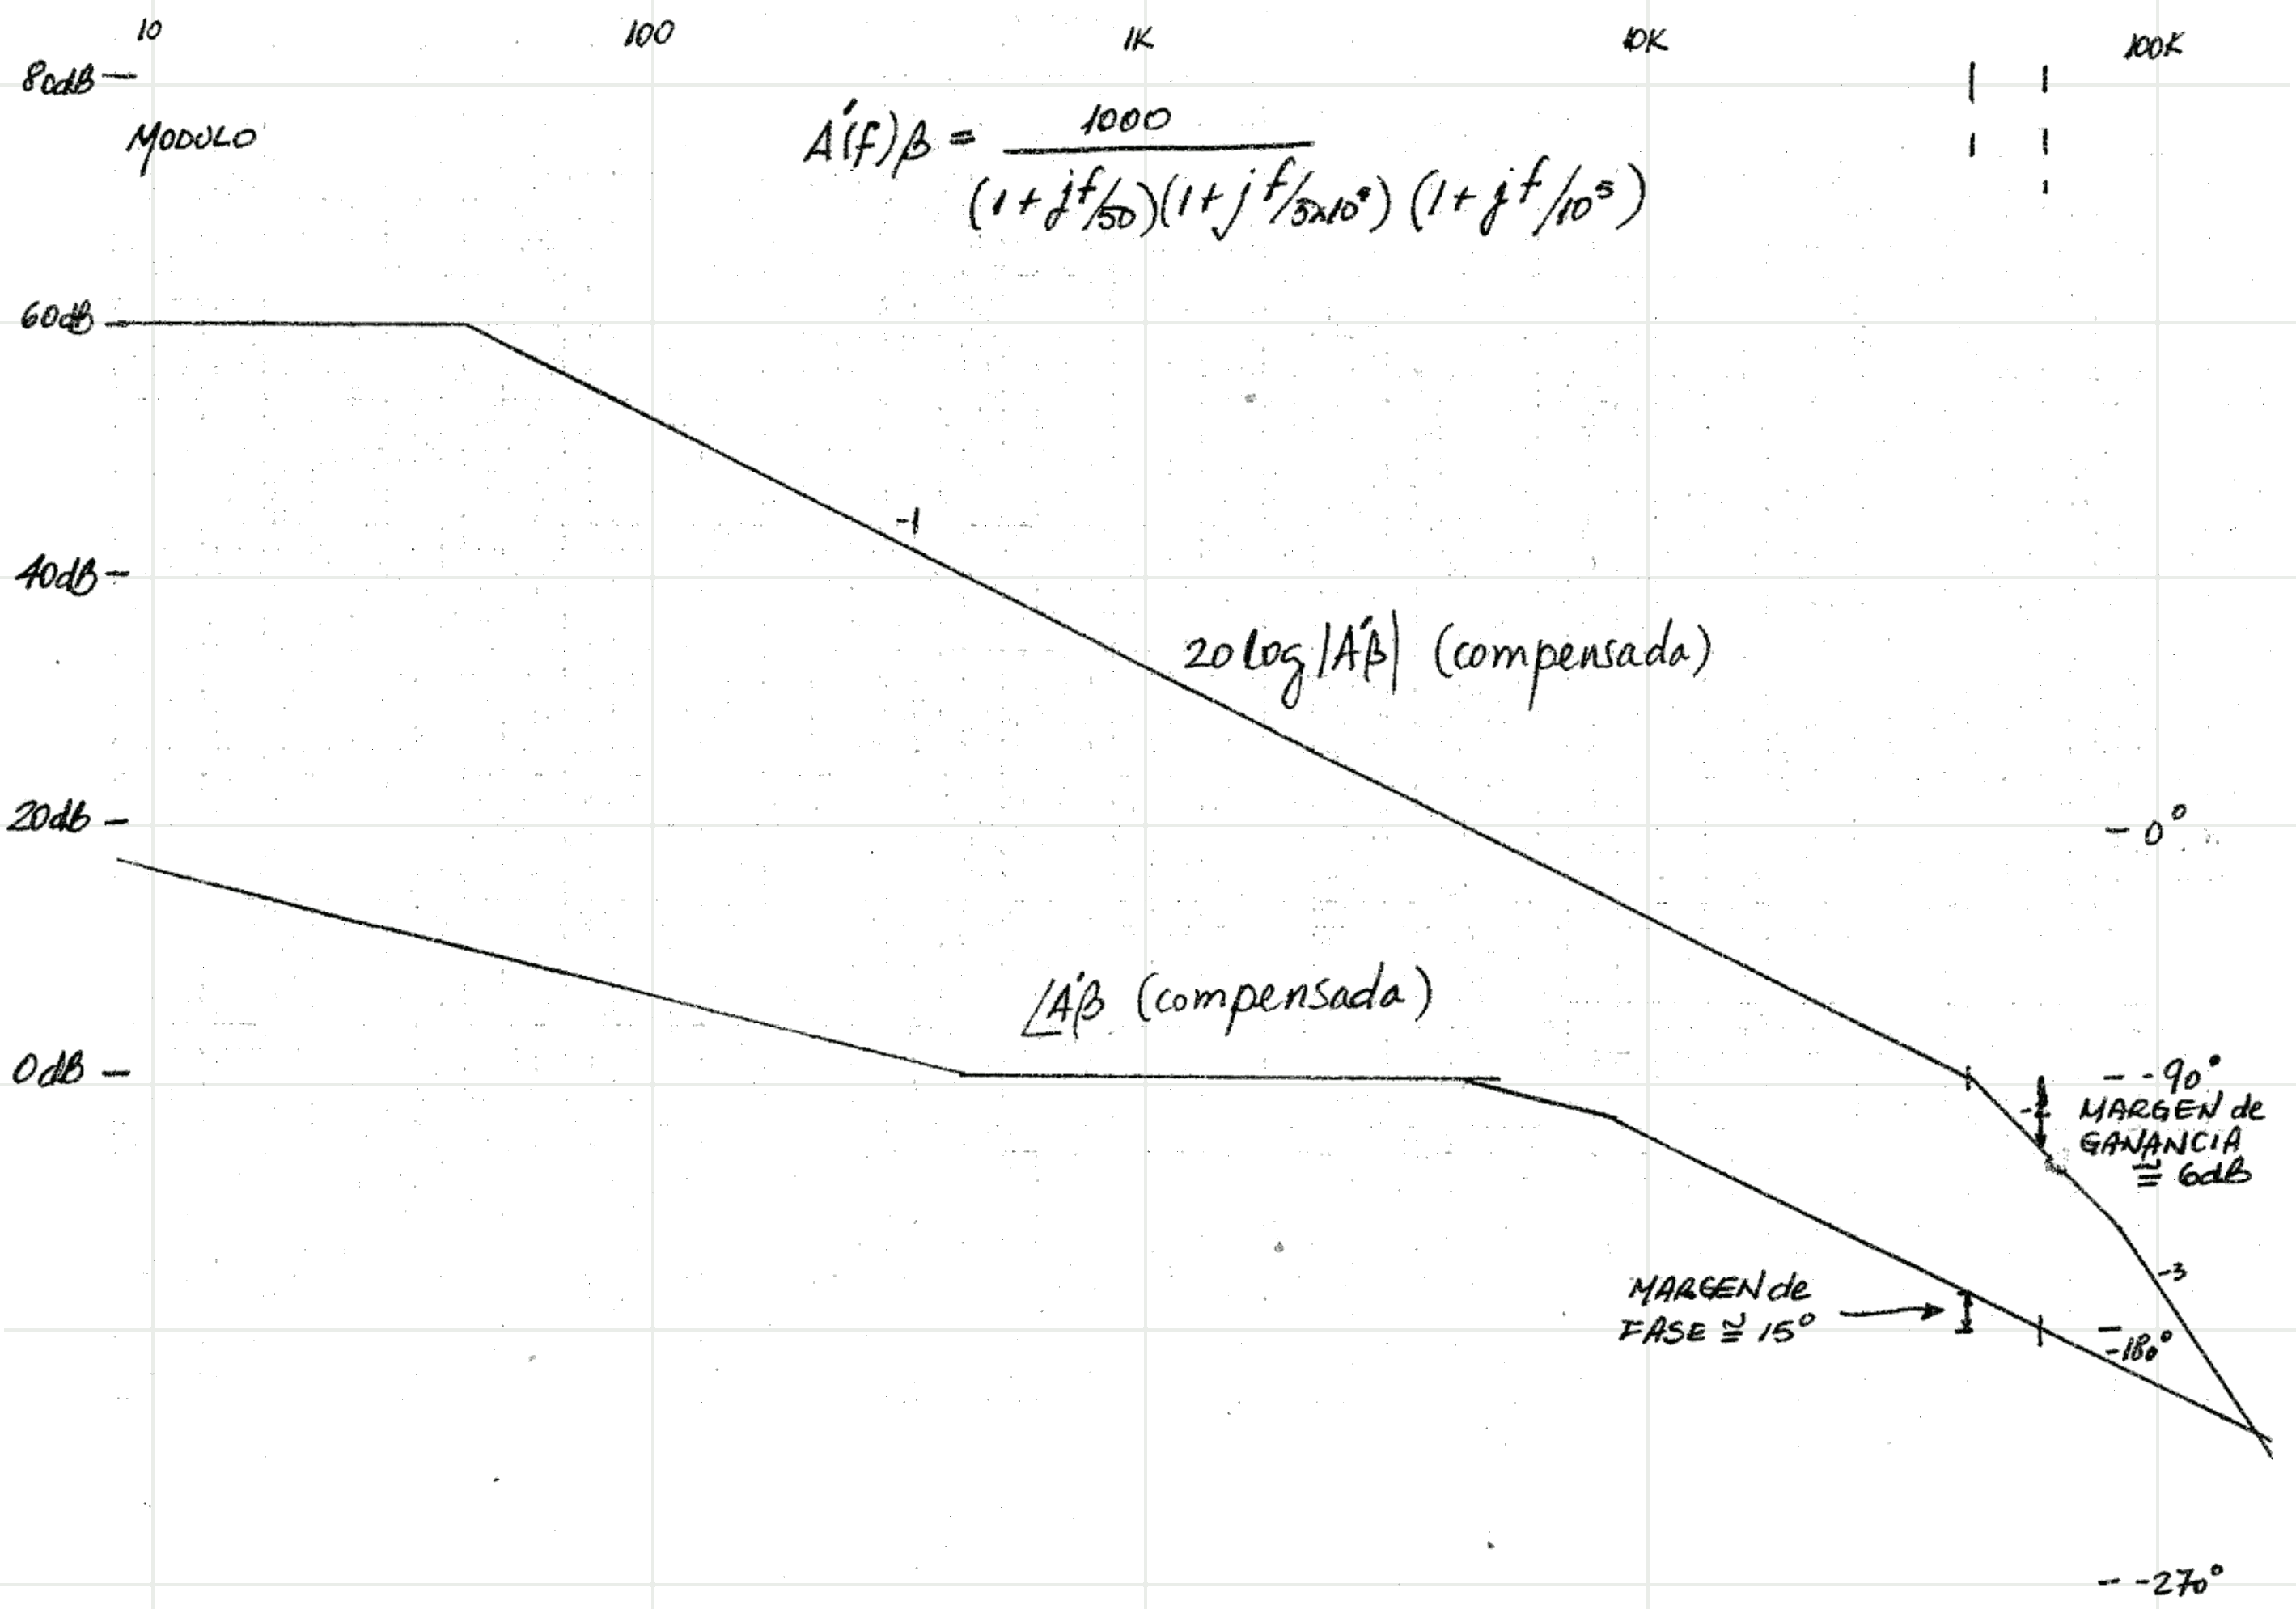 10 100 1K 10K 100K
80dB
MODULO
A'(f)β = 1000 / (1+jf/50)(1+jf/5x10⁴)(1+jf/10⁵)
60dB
-1
40dB
20 log |A'β| (compensada)
20dB
0°
∠A'β (compensada)
0dB
-90°
-2
MARGEN de
GANANCIA
≅ 6dB
-3
MARGEN de
FASE ≅ 15°
-180°
-270°